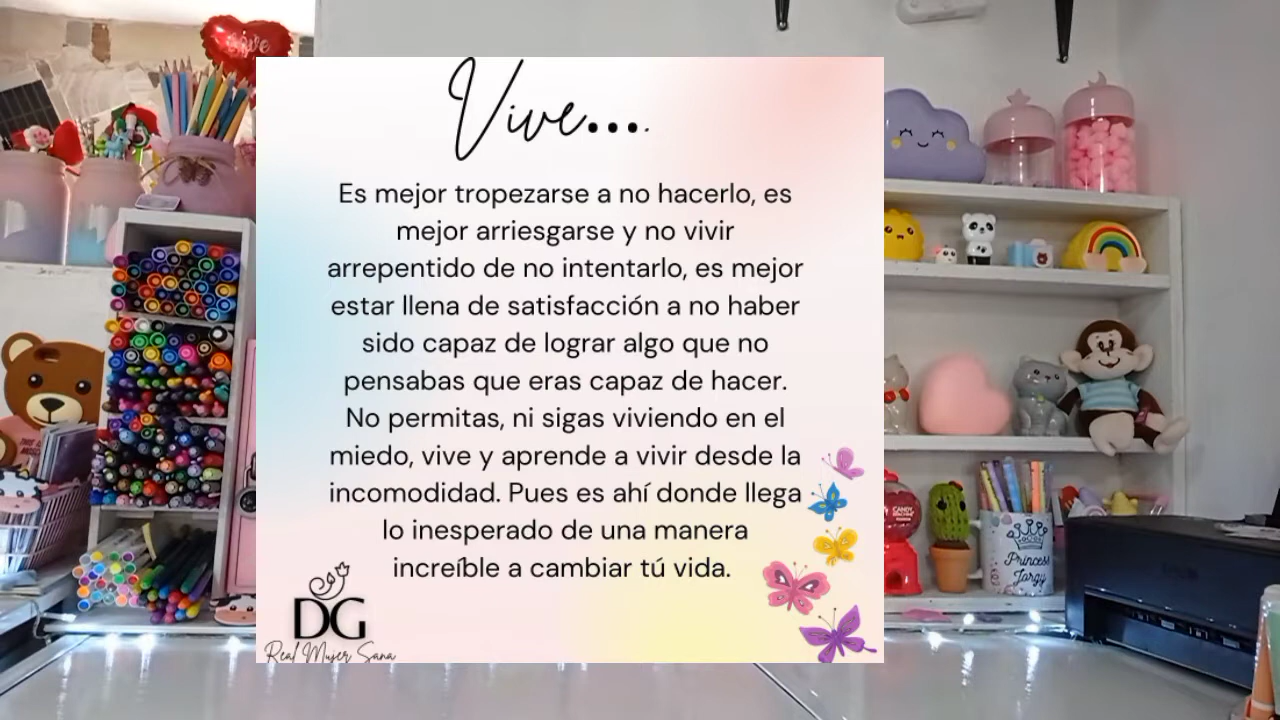 Love
Vive....
Es mejor tropezarse a no hacerlo, es
mejor arriesgarse y no vivir
arrepentido de no intentarlo, es mejor
estar llena de satisfacción a no haber
sido capaz de lograr algo que no
pensabas que eras capaz de hacer.
No permitas, ni sigas viviendo en el
miedo, vive y aprende a vivir desde la
incomodidad. Pues es ahí donde llega
lo inesperado de una manera
increíble a cambiar tú vida.
DG
Real Mujer Sana
CANDY
Princess
Jorgy